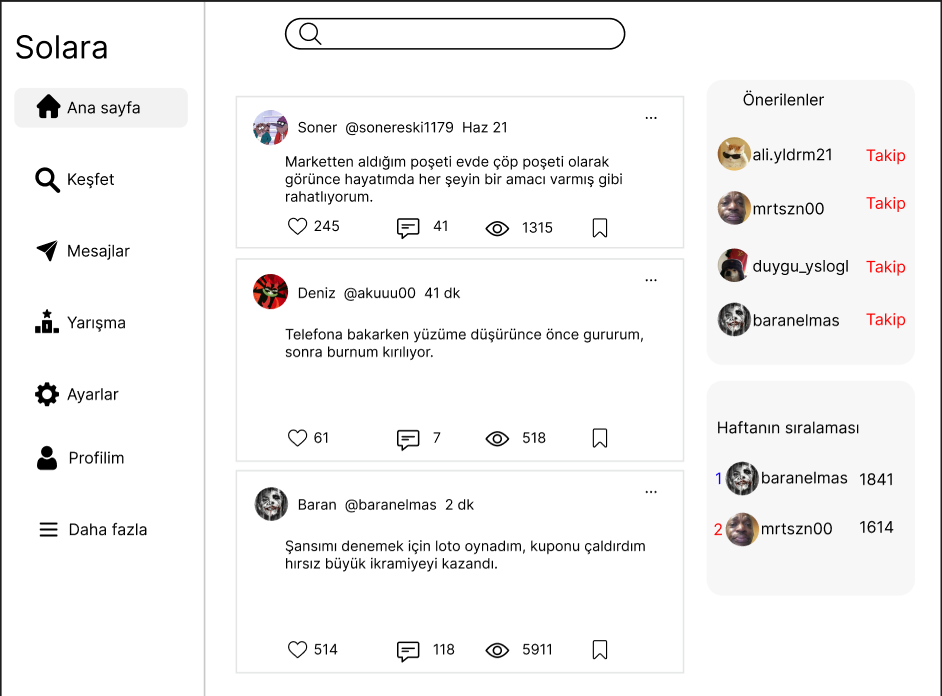 Solara
Ana sayfa
Keşfet
Mesajlar
Yarışma
Ayarlar
Profilim
Daha fazla
Soner @sonereski1179 Haz 21 ...
Marketten aldığım poşeti evde çöp poşeti olarak
görünce hayatımda her şeyin bir amacı varmış gibi
rahatlıyorum.
245 41 1315
Deniz @akuuu00 41 dk ...
Telefona bakarken yüzüme düşürünce önce gururum,
sonra burnum kırılıyor.
61 7 518
Baran @baranelmas 2 dk ...
Şansımı denemek için loto oynadım, kuponu çaldırdım
hırsız büyük ikramiyeyi kazandı.
514 118 5911
Önerilenler
ali.yldrm21 Takip
mrtszn00 Takip
duygu_yslogl Takip
baranelmas Takip
Haftanın sıralaması
1 baranelmas 1841
2 mrtszn00 1614